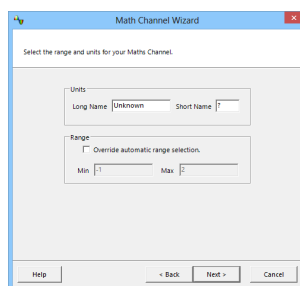 Math Channel Wizard
Select the range and units for your Maths Channel.
Units
Long Name Unknown Short Name ?
Range
Override automatic range selection.
Min -1 Max 2
Help < Back Next > Cancel